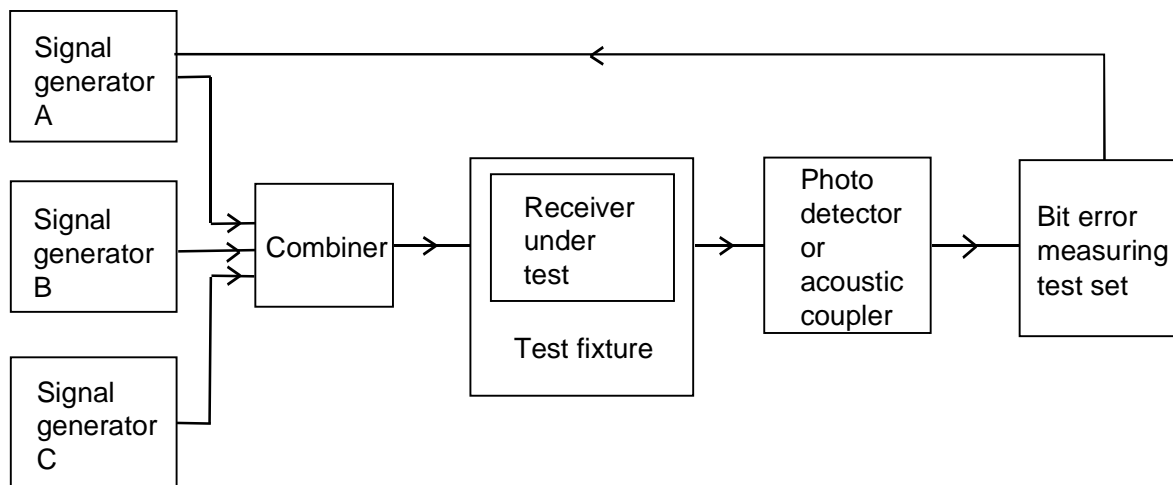 Signal
generator
A
Signal
generator
B
Signal
generator
C
Combiner
Receiver
under
test
Test fixture
Photo
detector
or
acoustic
coupler
Bit error
measuring
test set